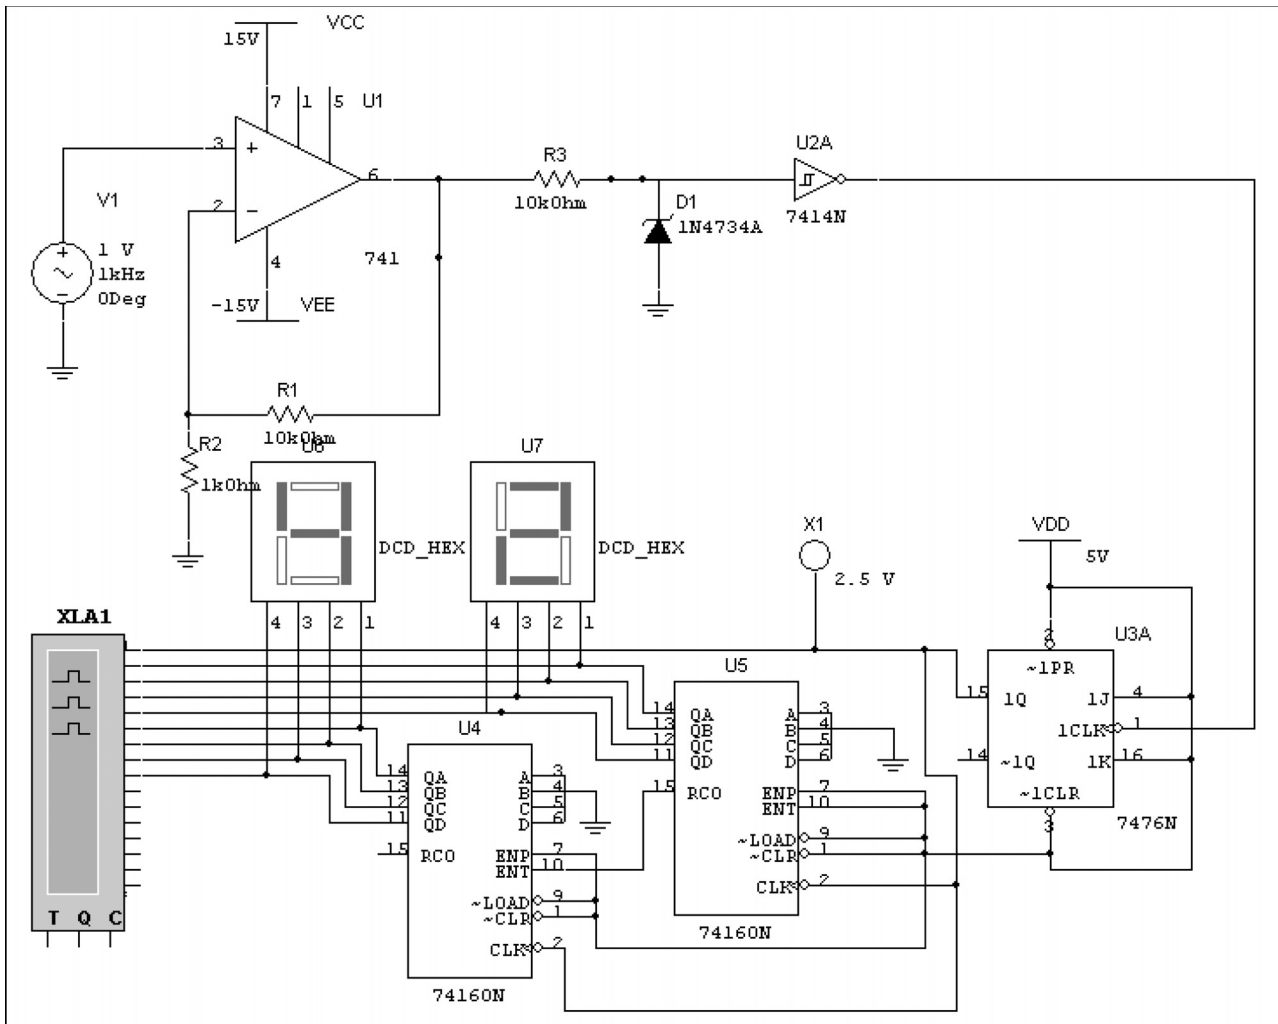 VCC
15V
7 1 5 U1
3 +
6
2 −
V1
1 V
1kHz
0Deg
+
−
4
741
-15V VEE
R3
10kOhm
D1
1N4734A
U2A
7414N
R1
10kOhm
R2
1kOhm
U6
DCD_HEX
4 3 2 1
U7
DCD_HEX
4 3 2 1
X1
2.5 V
VDD
5V
XLA1
T Q C
U3A
2
~1PR
15 1Q 1J 4
1CLK 1
14 ~1Q 1K 16
~1CLR
3
7476N
U5
14 QA A 3
13 QB B 4
12 QC C 5
11 QD D 6
15 RCO ENP 7
ENT 10
~LOAD 9
~CLR 1
CLK 2
74160N
U4
14 QA A 3
13 QB B 4
12 QC C 5
11 QD D 6
15 RCO ENP 7
ENT 10
~LOAD 9
~CLR 1
CLK 2
74160N